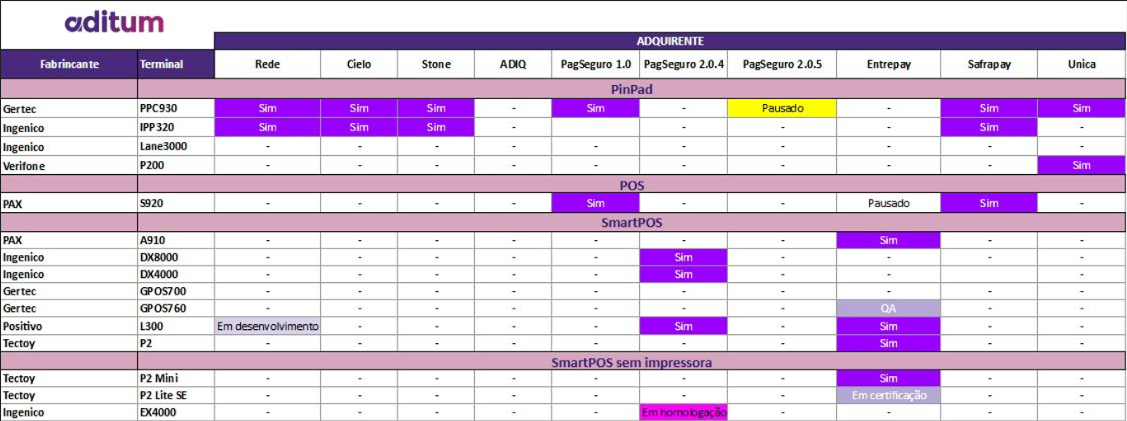 aditum
ADQUIRENTE
Fabrincante Terminal Rede Cielo Stone ADIQ PagSeguro 1.0 PagSeguro 2.0.4 PagSeguro 2.0.5 Entrepay Safrapay Unica
PinPad
Gertec PPC930 Sim Sim Sim - Sim - Pausado - Sim Sim
Ingenico IPP320 Sim Sim Sim - - - - Sim -
Ingenico Lane3000 - - - - - - - - - -
Verifone P200 - - - - - - - - - Sim
POS
PAX S920 - - - - Sim - - Pausado Sim -
SmartPOS
PAX A910 - - - - - - - Sim - -
Ingenico DX8000 - - - - - Sim - - - -
Ingenico DX4000 - - - - - Sim - - - -
Gertec GPOS700 - - - - - - - - - -
Gertec GPOS760 - - - - - - - QA - -
Positivo L300 Em desenvolvimento - - - - Sim - Sim - -
Tectoy P2 - - - - - - - Sim - -
SmartPOS sem impressora
Tectoy P2 Mini - - - - - - - Sim - -
Tectoy P2 Lite SE - - - - - - - Em certificação - -
Ingenico EX4000 - - - - - Em homologação - - - -